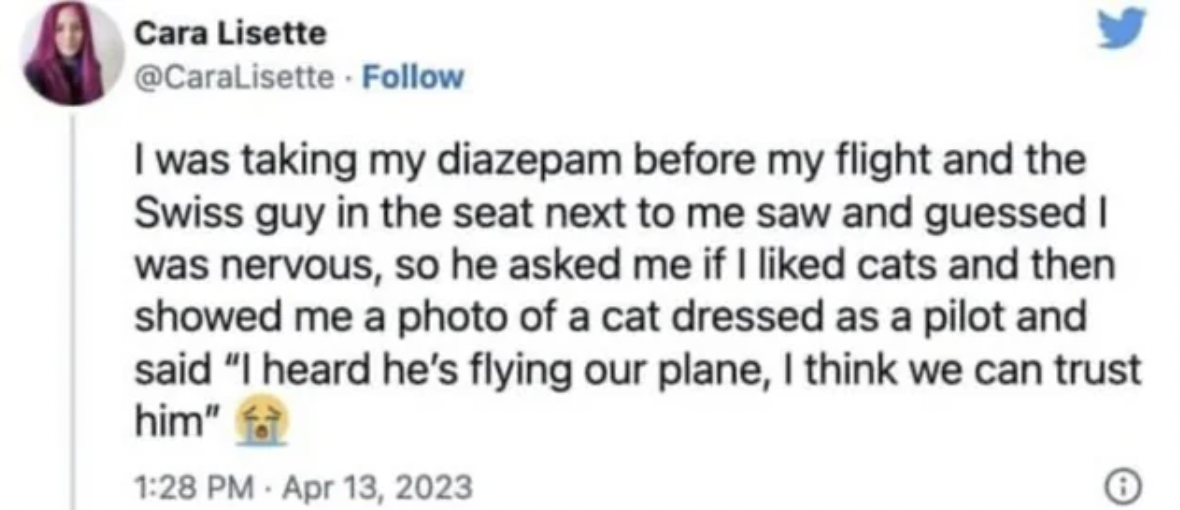 Cara Lisette
@CaraLisette · Follow
I was taking my diazepam before my flight and the
Swiss guy in the seat next to me saw and guessed I
was nervous, so he asked me if I liked cats and then
showed me a photo of a cat dressed as a pilot and
said “I heard he’s flying our plane, I think we can trust
him” 😭
1:28 PM · Apr 13, 2023